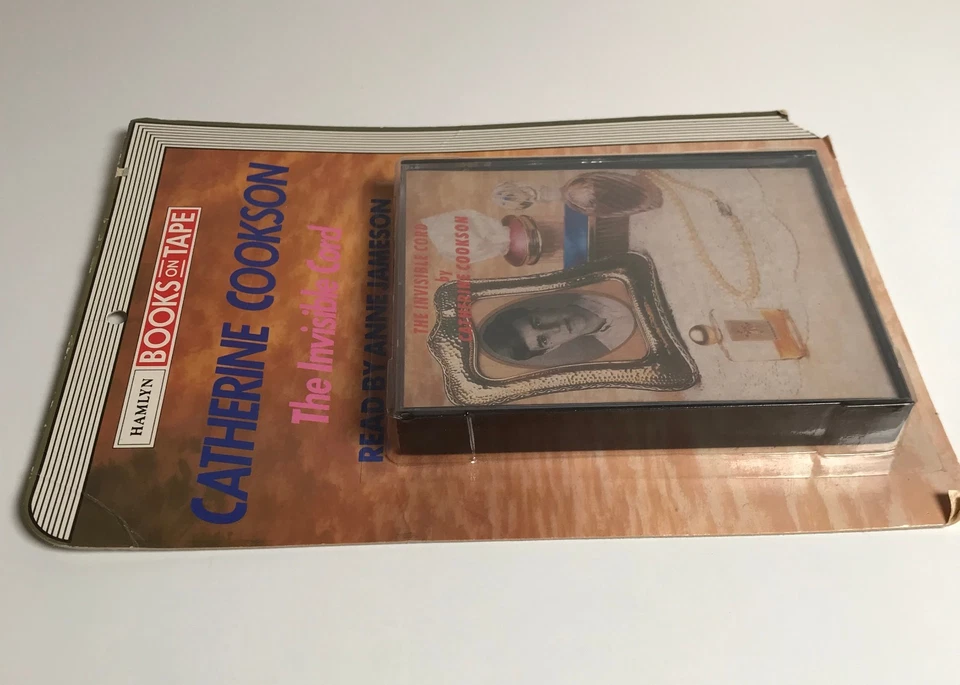 HAMLYN BOOKS ON TAPE
CATHERINE COOKSON
The Invisible Cord
READ BY ANNE JAMESON
THE INVISIBLE CORD
by
CATHERINE COOKSON